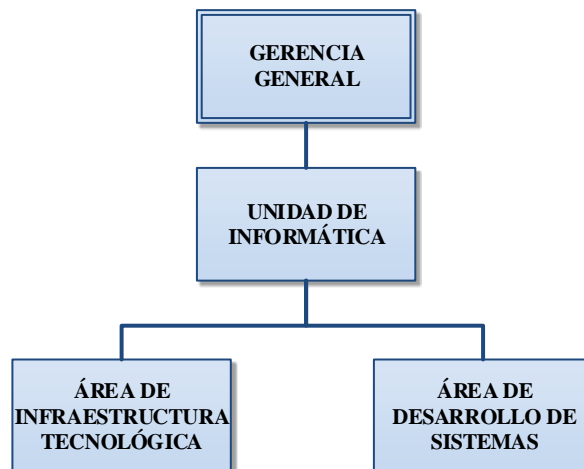 GERENCIA
GENERAL
UNIDAD DE
INFORMÁTICA
ÁREA DE
INFRAESTRUCTURA
TECNOLÓGICA
ÁREA DE
DESARROLLO DE
SISTEMAS